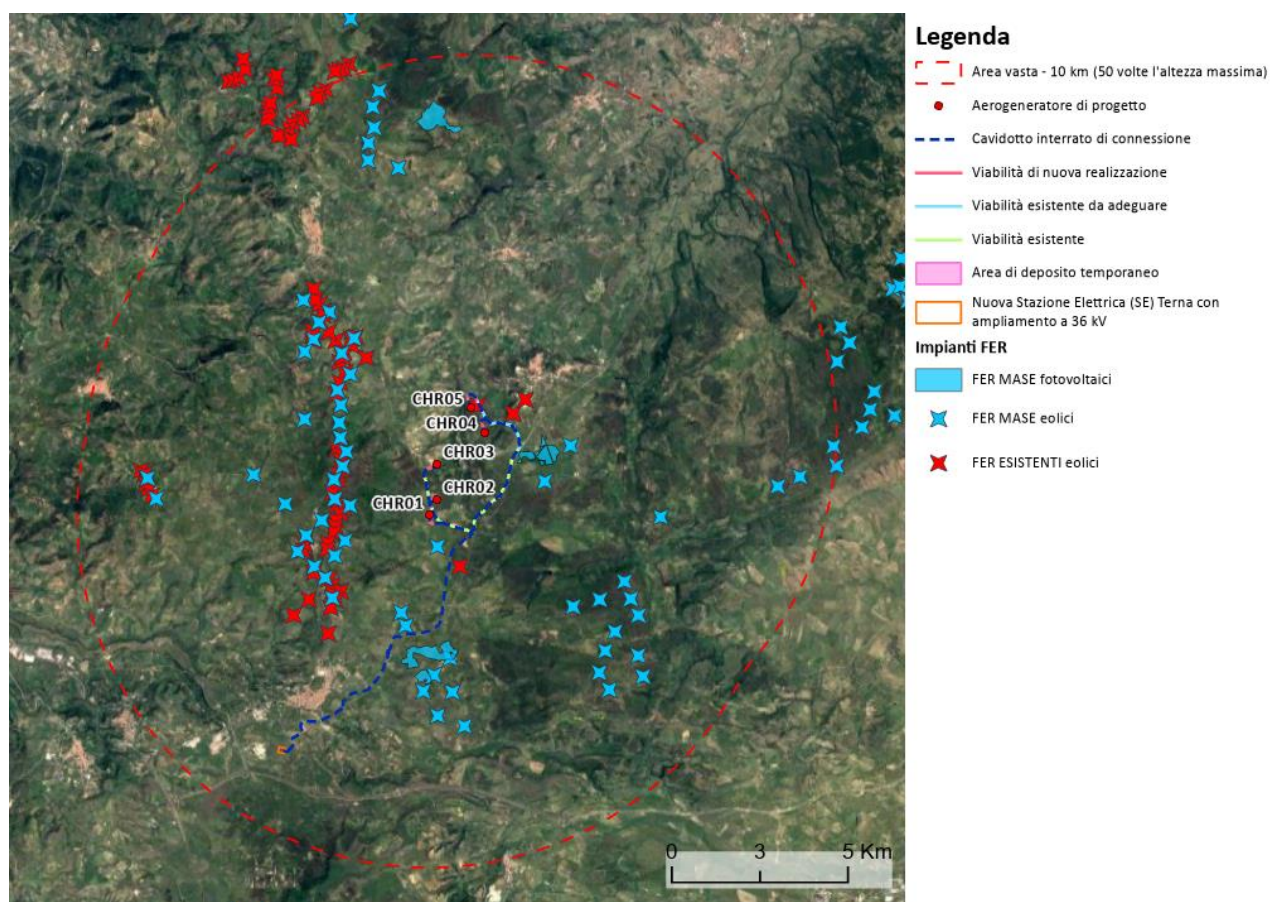 Legenda
Area vasta - 10 km (50 volte l'altezza massima)
Aerogeneratore di progetto
Cavidotto interrato di connessione
Viabilità di nuova realizzazione
Viabilità esistente da adeguare
Viabilità esistente
Area di deposito temporaneo
Nuova Stazione Elettrica (SE) Terna con
ampliamento a 36 kV
Impianti FER
FER MASE fotovoltaici
FER MASE eolici
FER ESISTENTI eolici
CHR05
CHR04
CHR03
CHR02
CHR01
0 3 5 Km